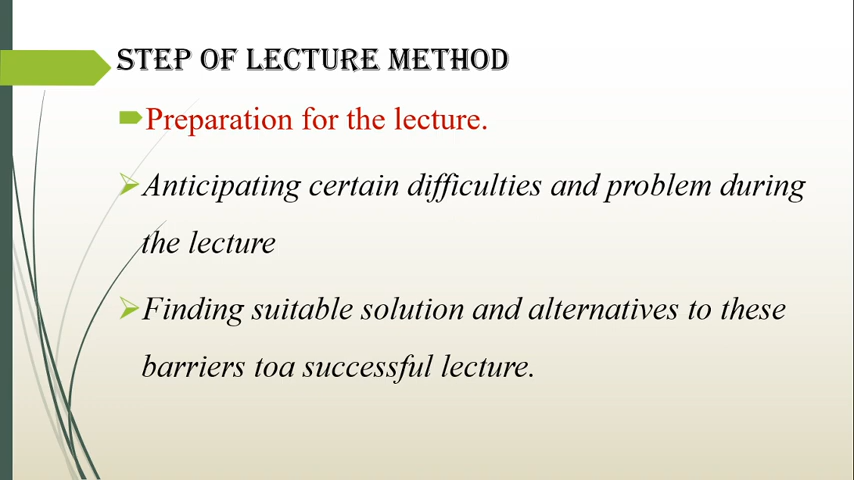 STEP OF LECTURE METHOD
Preparation for the lecture.
Anticipating certain difficulties and problem during
the lecture
Finding suitable solution and alternatives to these
barriers toa successful lecture.